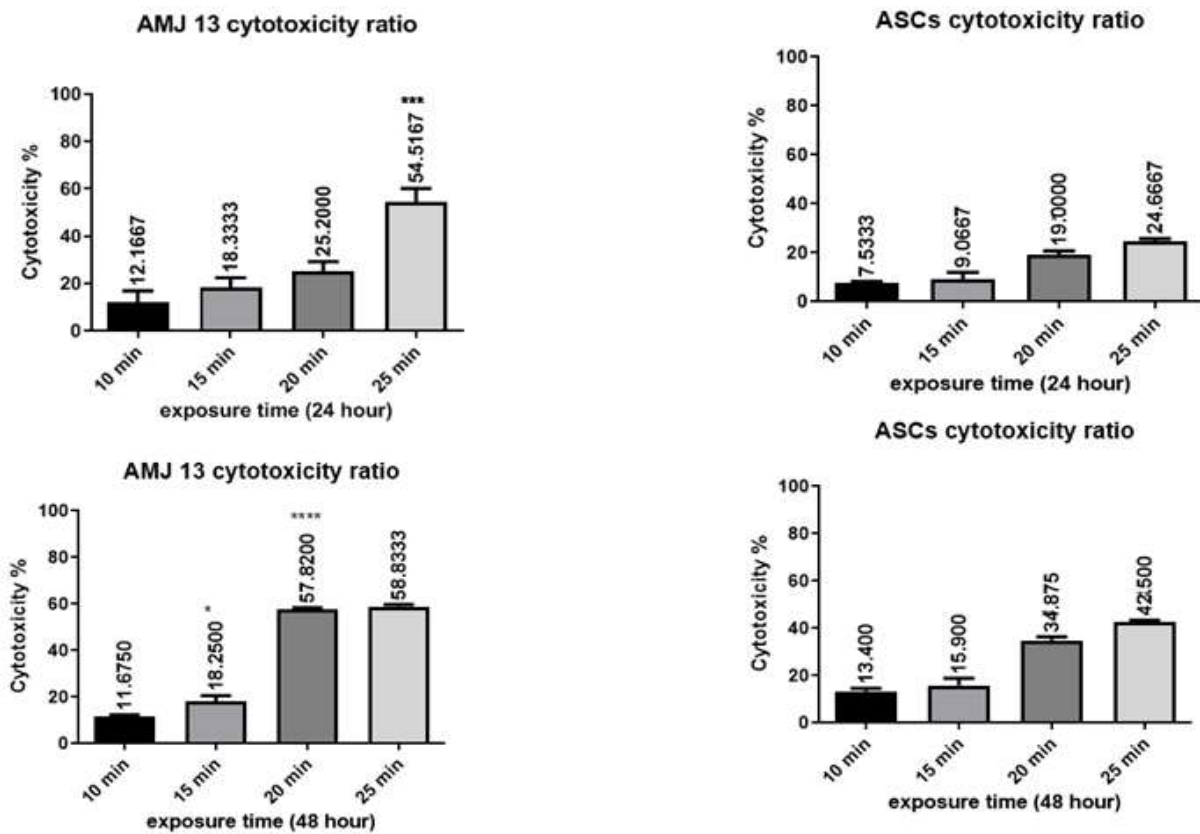 AMJ 13 cytotoxicity ratio
Cytotoxicity %
100
80
60
40
20
0
12.1667
18.3333
25.2000
54.5167
***
10 min
15 min
20 min
25 min
exposure time (24 hour)
ASCs cytotoxicity ratio
Cytotoxicity %
100
80
60
40
20
0
7.5333
9.0667
19.0000
24.6667
10 min
15 min
20 min
25 min
exposure time (24 hour)
AMJ 13 cytotoxicity ratio
Cytotoxicity %
100
80
60
40
20
0
11.6750
*
18.2500
****
57.8200
58.8333
10 min
15 min
20 min
25 min
exposure time (48 hour)
ASCs cytotoxicity ratio
Cytotoxicity %
100
80
60
40
20
0
13.400
15.900
34.875
42.500
10 min
15 min
20 min
25 min
exposure time (48 hour)